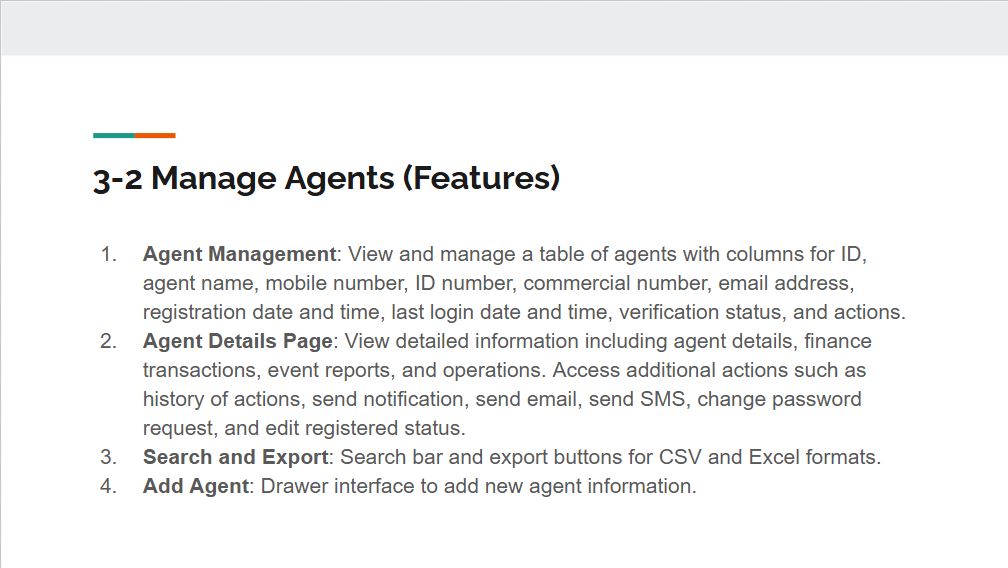 3-2 Manage Agents (Features)
1. Agent Management: View and manage a table of agents with columns for ID,
agent name, mobile number, ID number, commercial number, email address,
registration date and time, last login date and time, verification status, and actions.
2. Agent Details Page: View detailed information including agent details, finance
transactions, event reports, and operations. Access additional actions such as
history of actions, send notification, send email, send SMS, change password
request, and edit registered status.
3. Search and Export: Search bar and export buttons for CSV and Excel formats.
4. Add Agent: Drawer interface to add new agent information.